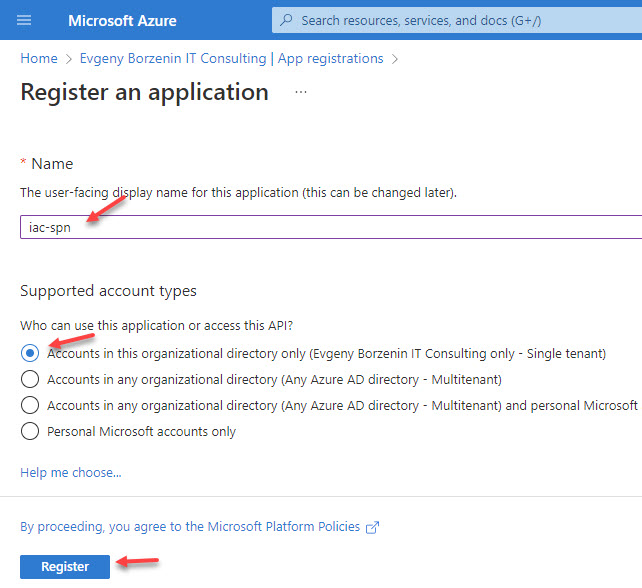 Microsoft Azure
Search resources, services, and docs (G+/)
Home > Evgeny Borzenin IT Consulting | App registrations >
Register an application ...
* Name
The user-facing display name for this application (this can be changed later).
iac-spn
Supported account types
Who can use this application or access this API?
Accounts in this organizational directory only (Evgeny Borzenin IT Consulting only - Single tenant)
Accounts in any organizational directory (Any Azure AD directory - Multitenant)
Accounts in any organizational directory (Any Azure AD directory - Multitenant) and personal Microsoft
Personal Microsoft accounts only
Help me choose...
By proceeding, you agree to the Microsoft Platform Policies
Register